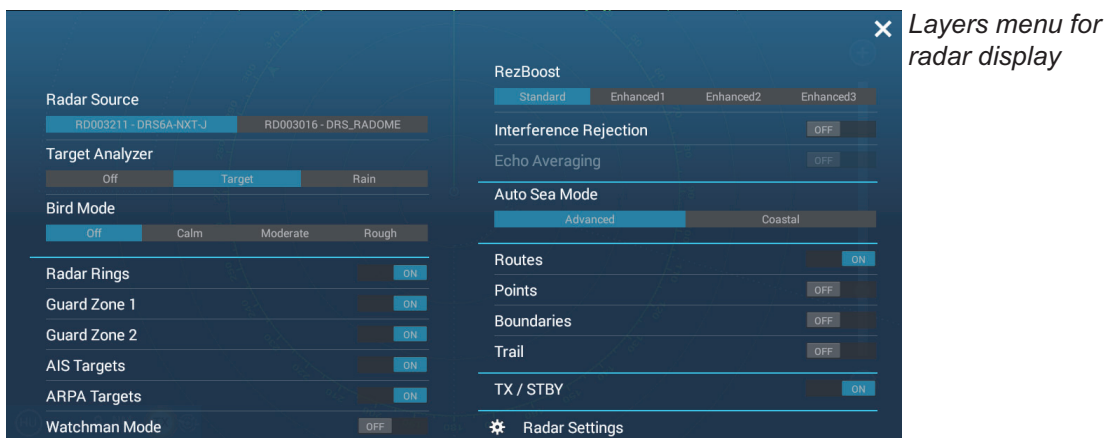 Layers menu for
radar display
Radar Source
RD003211 - DRS6A-NXT-J RD003016 - DRS_RADOME
Target Analyzer
Off Target Rain
Bird Mode
Off Calm Moderate Rough
Radar Rings ON
Guard Zone 1 ON
Guard Zone 2 ON
AIS Targets ON
ARPA Targets ON
Watchman Mode OFF
RezBoost
Standard Enhanced1 Enhanced2 Enhanced3
Interference Rejection OFF
Echo Averaging OFF
Auto Sea Mode
Advanced Coastal
Routes ON
Points OFF
Boundaries OFF
Trail OFF
TX / STBY ON
Radar Settings